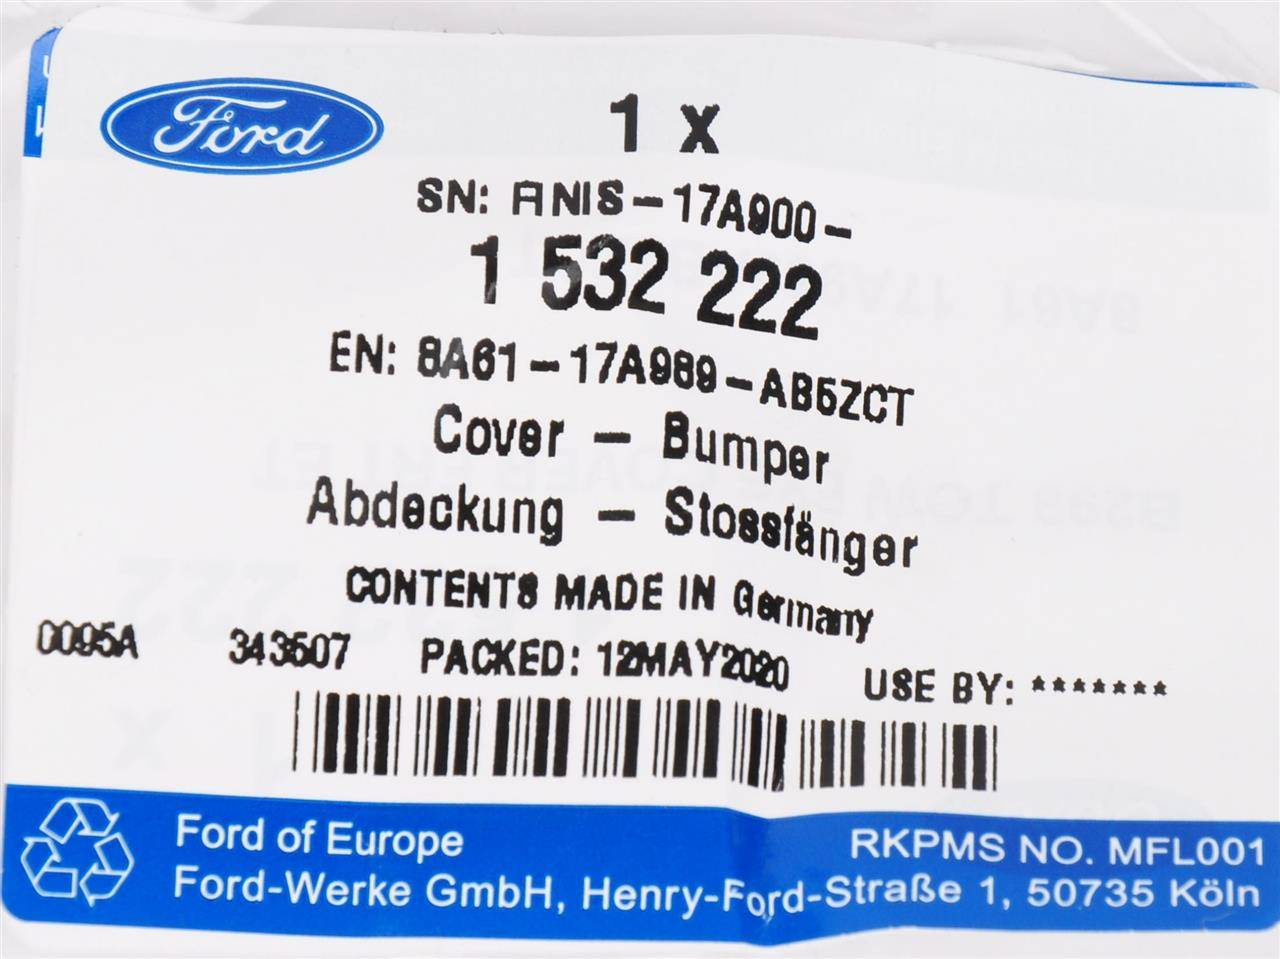 Ford
1 X
SN: ANIS-17A900-
1 532 222
EN: 8A61-17A989-AB5ZCT
Cover - Bumper
Abdeckung - Stossfänger
CONTENTS MADE IN Germany
0095A 343507 PACKED: 12MAY2020 USE BY: *******
Ford of Europe RKPMS NO. MFL001
Ford-Werke GmbH, Henry-Ford-Straße 1, 50735 Köln